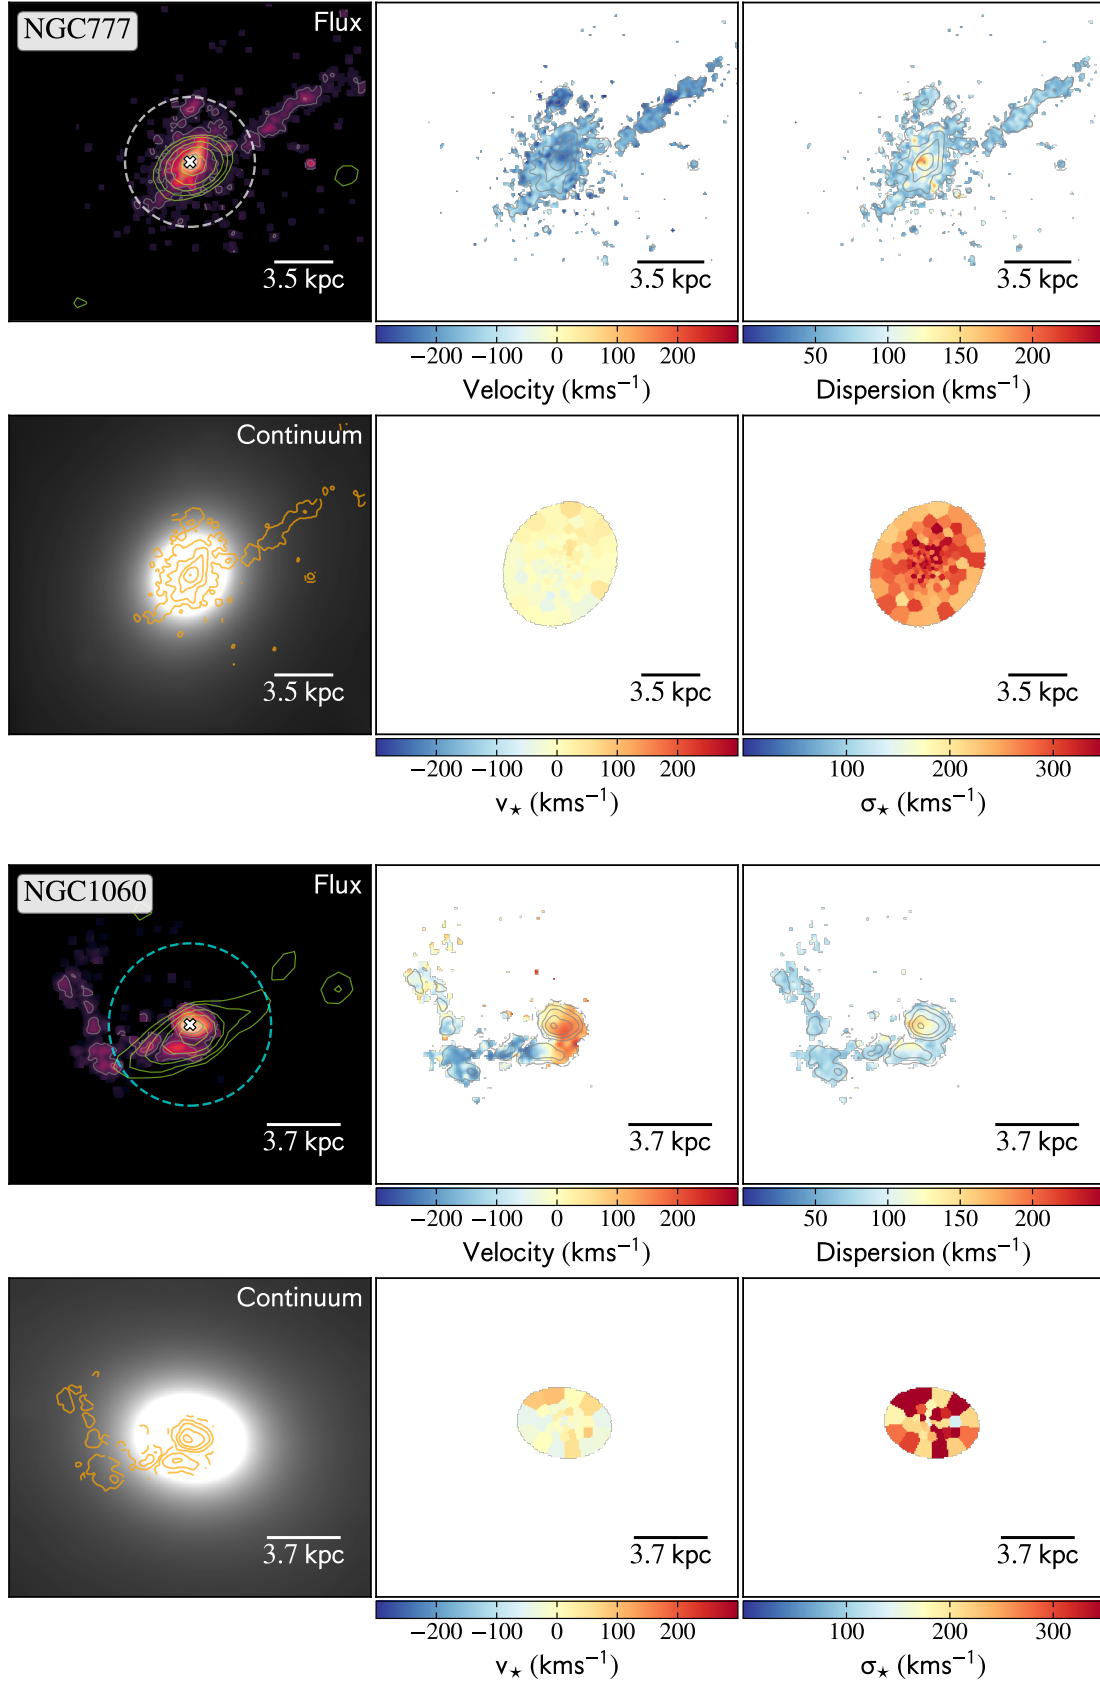 NGC777
Flux
3.5 kpc
3.5 kpc
3.5 kpc
−200 −100 0 100 200
50 100 150 200
Velocity (kms⁻¹)
Dispersion (kms⁻¹)
Continuum
3.5 kpc
3.5 kpc
3.5 kpc
−200 −100 0 100 200
100 200 300
v⋆ (kms⁻¹)
σ⋆ (kms⁻¹)
NGC1060
Flux
3.7 kpc
3.7 kpc
3.7 kpc
−200 −100 0 100 200
50 100 150 200
Velocity (kms⁻¹)
Dispersion (kms⁻¹)
Continuum
3.7 kpc
3.7 kpc
3.7 kpc
−200 −100 0 100 200
100 200 300
v⋆ (kms⁻¹)
σ⋆ (kms⁻¹)